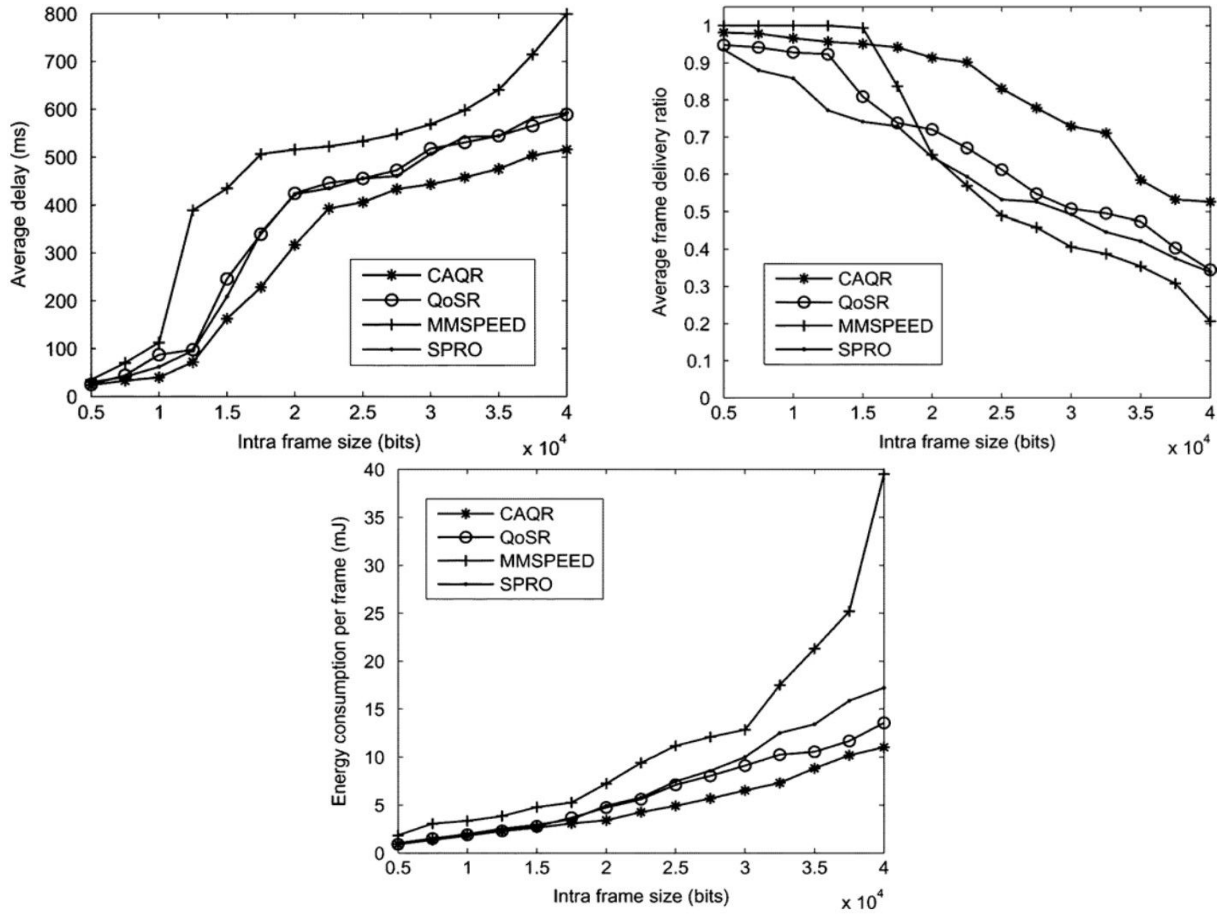 800
700
600
500
400
300
200
100
0
Average delay (ms)
CAQR
QoSR
MMSPEED
SPRO
0.5 1 1.5 2 2.5 3 3.5 4
Intra frame size (bits)
x 10^4
1
0.9
0.8
0.7
0.6
0.5
0.4
0.3
0.2
0.1
0
Average frame delivery ratio
CAQR
QoSR
MMSPEED
SPRO
0.5 1 1.5 2 2.5 3 3.5 4
Intra frame size (bits)
x 10^4
40
35
30
25
20
15
10
5
0
Energy consumption per frame (mJ)
CAQR
QoSR
MMSPEED
SPRO
0.5 1 1.5 2 2.5 3 3.5 4
Intra frame size (bits)
x 10^4